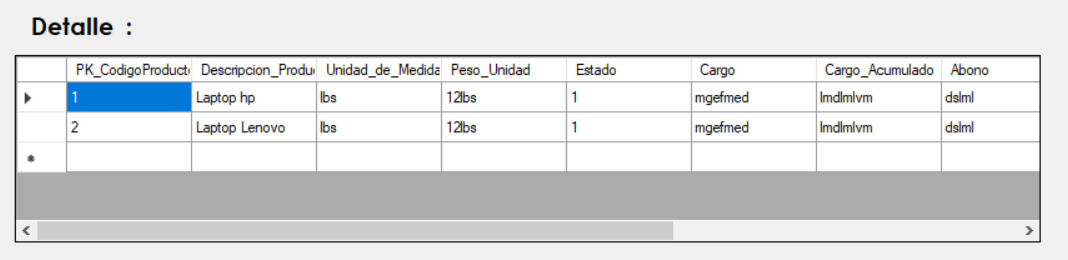 Detalle :
PK_CodigoProducto Descripcion_Produ Unidad_de_Medida Peso_Unidad Estado Cargo Cargo_Acumulado Abono
1 Laptop hp lbs 12lbs 1 mgefmed lmdlmlvm dslml
2 Laptop Lenovo lbs 12lbs 1 mgefmed lmdlmlvm dslml